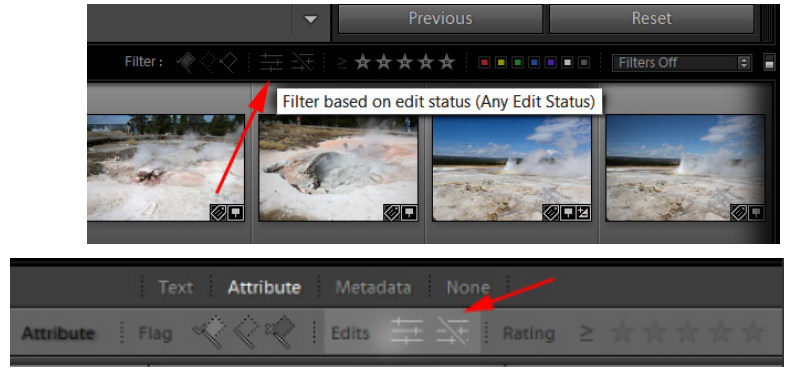 Previous Reset
Filter : ≥ Filters Off
Filter based on edit status (Any Edit Status)
Text Attribute Metadata None
Attribute Flag Edits Rating ≥